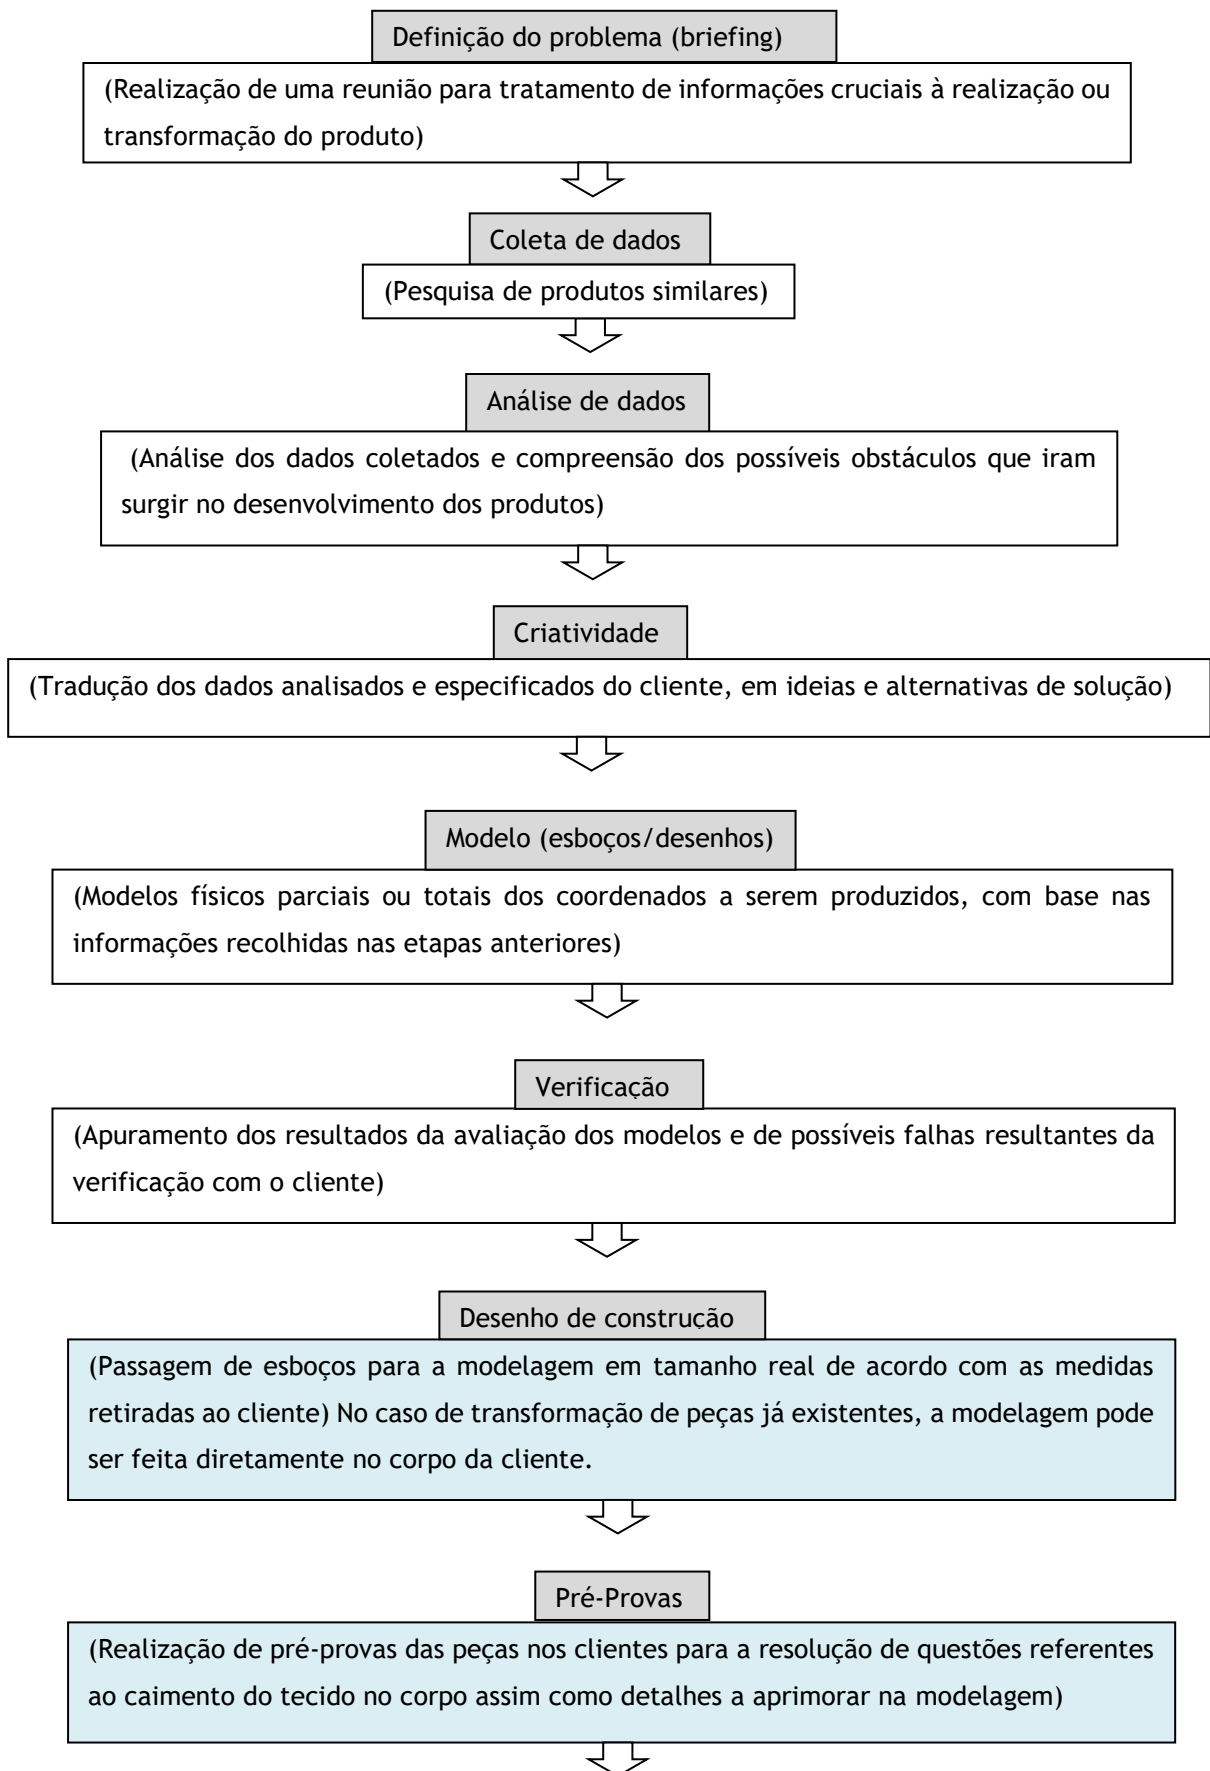 Definição do problema (briefing)
(Realização de uma reunião para tratamento de informações cruciais à realização ou
transformação do produto)
Coleta de dados
(Pesquisa de produtos similares)
Análise de dados
(Análise dos dados coletados e compreensão dos possíveis obstáculos que iram
surgir no desenvolvimento dos produtos)
Criatividade
(Tradução dos dados analisados e especificados do cliente, em ideias e alternativas de solução)
Modelo (esboços/desenhos)
(Modelos físicos parciais ou totais dos coordenados a serem produzidos, com base nas
informações recolhidas nas etapas anteriores)
Verificação
(Apuramento dos resultados da avaliação dos modelos e de possíveis falhas resultantes da
verificação com o cliente)
Desenho de construção
(Passagem de esboços para a modelagem em tamanho real de acordo com as medidas
retiradas ao cliente) No caso de transformação de peças já existentes, a modelagem pode
ser feita diretamente no corpo da cliente.
Pré-Provas
(Realização de pré-provas das peças nos clientes para a resolução de questões referentes
ao caimento do tecido no corpo assim como detalhes a aprimorar na modelagem)